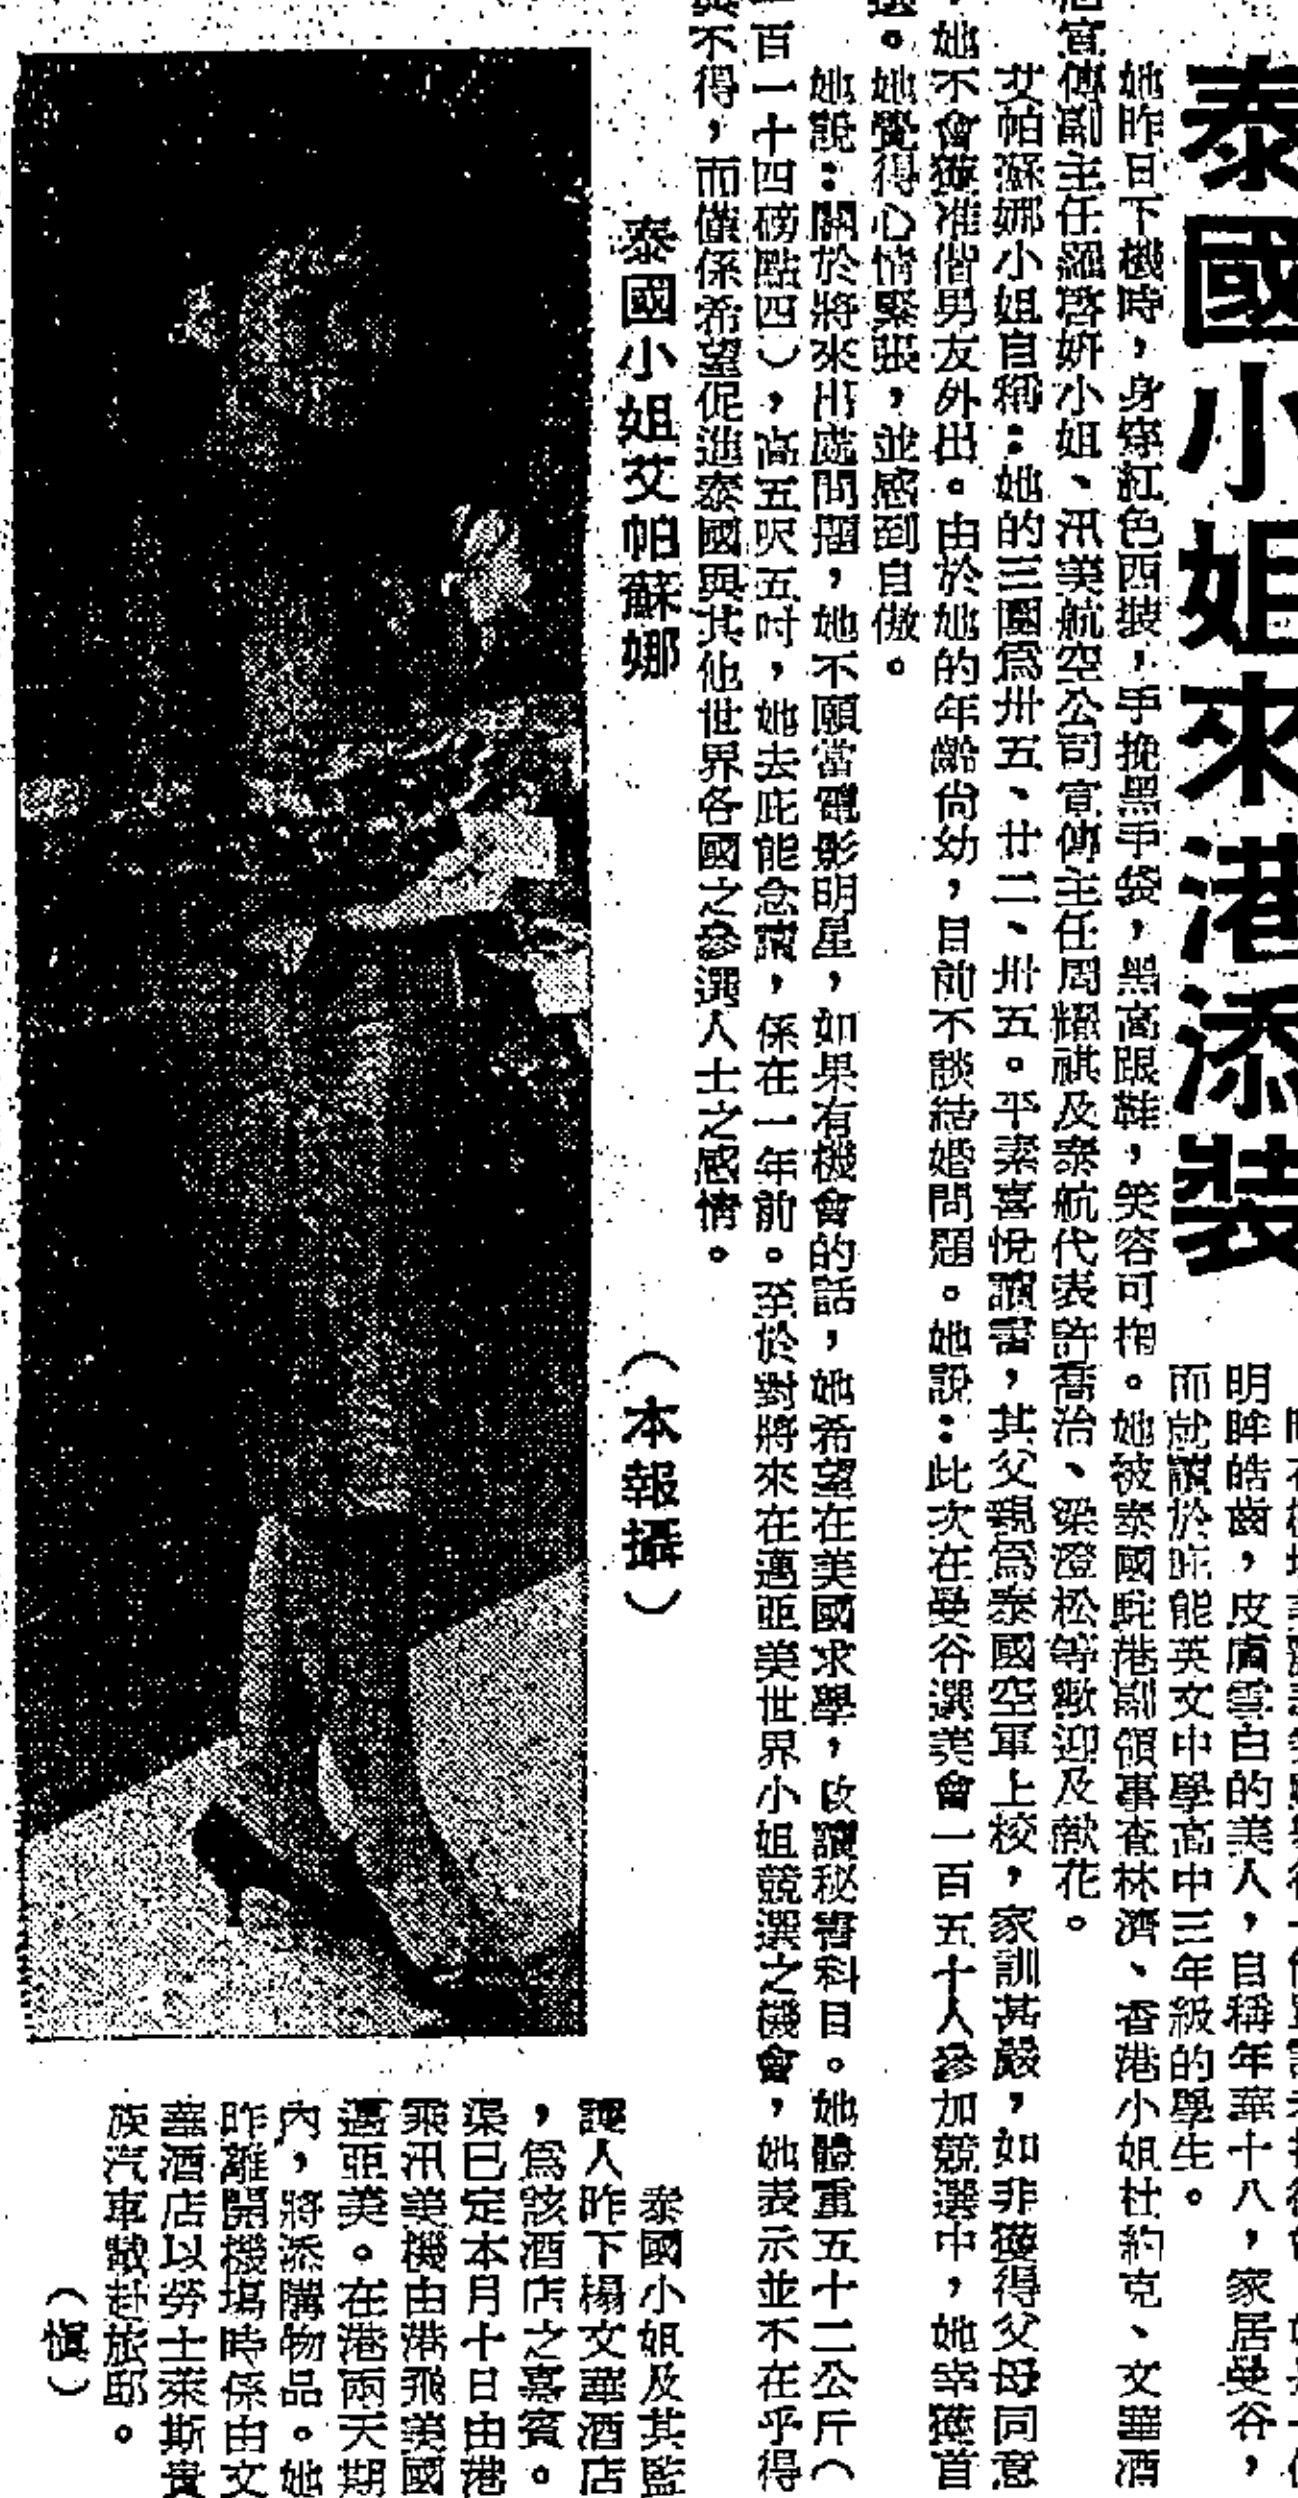 泰國小姐來港添裝
明眸皓齒，皮膚雪白的美人，自稱年華十八，家居曼谷，
而就讀於昨能英文中學高中三年級的學生。
她昨日下機時，身穿紅色西裝，手挽黑手袋，黑高跟鞋，笑容可掬。她被泰國駐港副領事査林濟、香港小姐杜約克、文華酒
宣傳副主任羅啓妍小姐、汎美航空公司宣傳主任周耀祺及泰航代表許喬治、梁澄松等歡迎及獻花。
艾帕蘇娜小姐自稱：她的三圍爲卅五、廿二、卅五。平素喜悅讀書，其父親爲泰國空軍上校，家訓甚嚴，如非獲得父母同意
，她不會獲准偕男友外出。由於她的年齡尙幼，目前不談結婚問題。她說：此次在曼谷選美會一百五十人參加競選中，她幸獲首
選。她覺得心情緊張，並感到自傲。
她說：關於將來出處問題，她不願當電影明星，如果有機會的話，她希望在美國求學，改讀秘書科目。她體重五十二公斤（
一百一十四磅點四），高五呎五吋，她去庇能念書，係在一年前。至於對將來在邁亞美世界小姐競選之機會，她表示並不在乎得
與不得，而僅係希望促進泰國與其他世界各國之參選人士之感情。
泰國小姐艾帕蘇娜　（本報攝）
泰國小姐及其監
護人昨下榻文華酒店
，爲該酒店之嘉賓。
渠已定本月十日由港
乘汎美機由港飛美國
邁亞美。在港兩天期
內，將添購物品。她
昨離開機場時係由文
華酒店以勞士萊斯貴
族汽車載赴旅邸。
（愼）